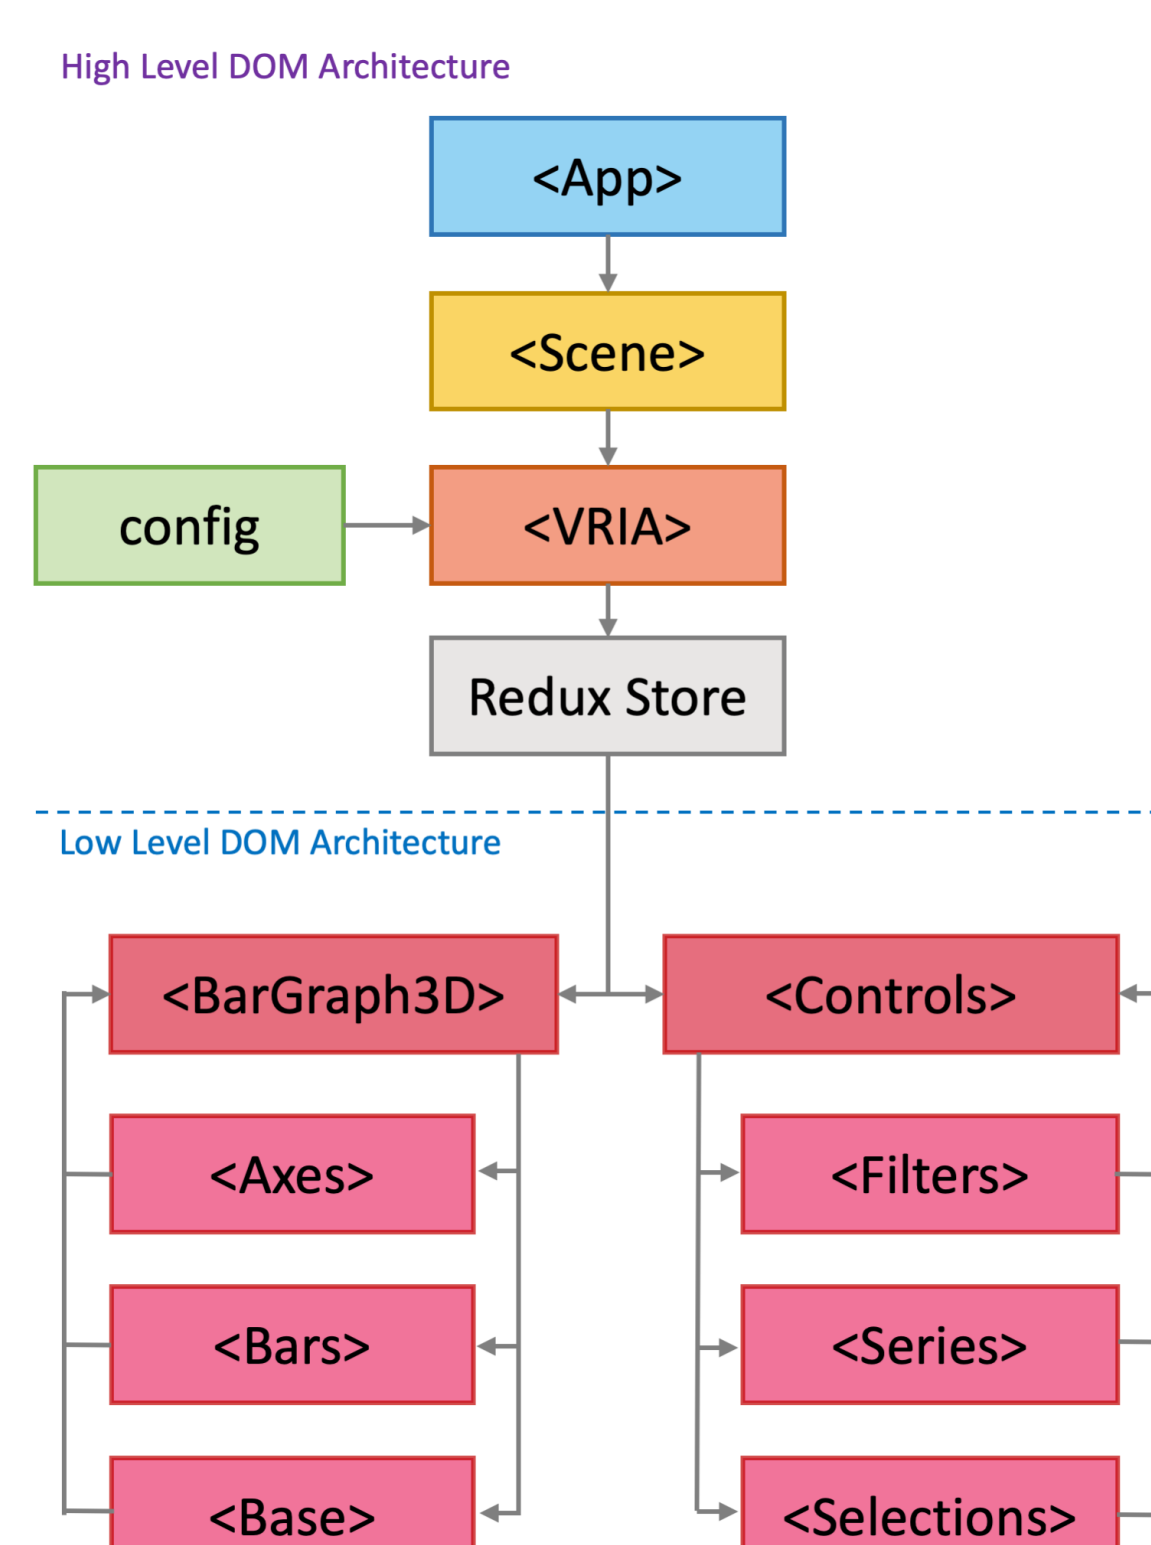 High Level DOM Architecture
<App>
<Scene>
config
<VRIA>
Redux Store
Low Level DOM Architecture
<BarGraph3D>
<Controls>
<Axes>
<Filters>
<Bars>
<Series>
<Base>
<Selections>